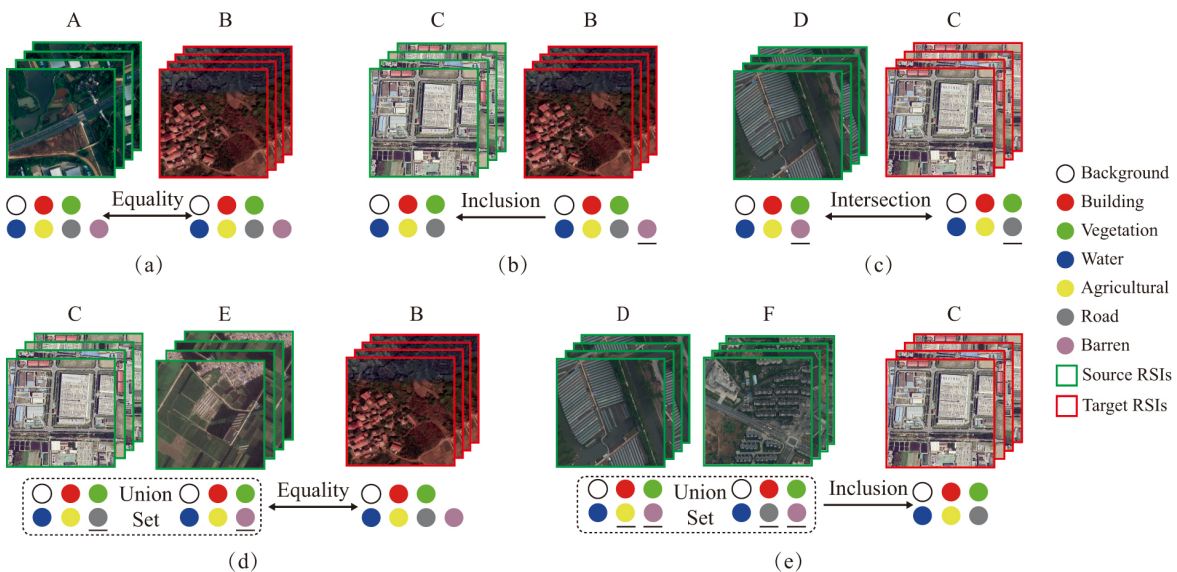 A
B
Equality
(a)
C
B
Inclusion
(b)
D
C
Intersection
(c)
Background
Building
Vegetation
Water
Agricultural
Road
Barren
Source RSIs
Target RSIs
C
E
B
Union
Set
Equality
(d)
D
F
C
Union
Set
Inclusion
(e)